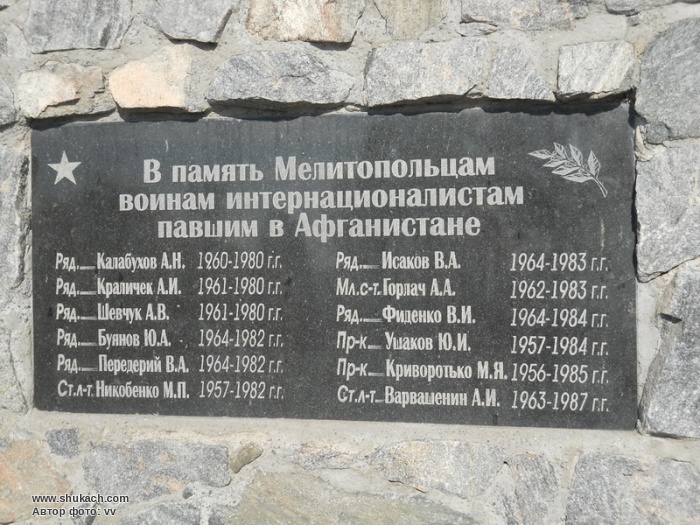 В память Мелитопольцам
воинам интернационалистам
павшим в Афганистане
Ряд. Калабухов А.Н. 1960-1980 г.г.
Ряд. Краличек А.И. 1961-1980 г.г.
Ряд. Шевчук А.В. 1961-1980 г.г.
Ряд. Буянов Ю.А. 1964-1982 г.г.
Ряд. Передерий В.А. 1964-1982 г.г.
Ст.л-т. Никобенко М.П. 1957-1982 г.г.
Ряд. Исаков В.А. 1964-1983 г.г.
Мл.с-т. Горлач А.А. 1962-1983 г.г.
Ряд. Фиденко В.И. 1964-1984 г.г.
Пр-к Ушаков Ю.И. 1957-1984 г.г.
Пр-к Криворотько М.Я. 1956-1985 г.г.
Ст.л-т. Варвашенин А.И. 1963-1987 г.г.
www.shukach.com
Автор фото: vv